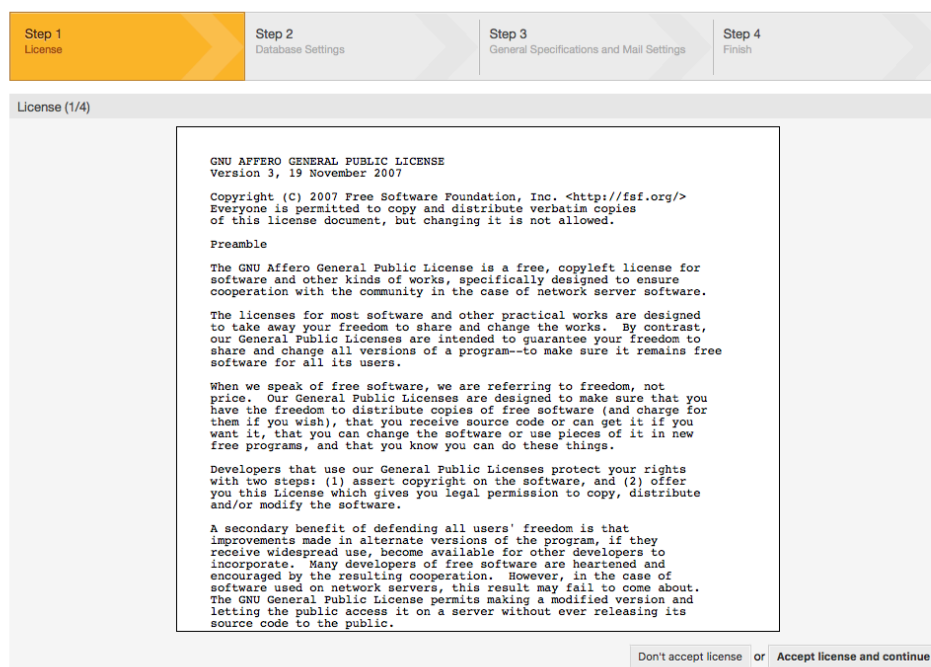 Step 1
License
Step 2
Database Settings
Step 3
General Specifications and Mail Settings
Step 4
Finish
License (1/4)
GNU AFFERO GENERAL PUBLIC LICENSE
Version 3, 19 November 2007
Copyright (C) 2007 Free Software Foundation, Inc. <http://fsf.org/>
Everyone is permitted to copy and distribute verbatim copies
of this license document, but changing it is not allowed.
Preamble
The GNU Affero General Public License is a free, copyleft license for
software and other kinds of works, specifically designed to ensure
cooperation with the community in the case of network server software.
The licenses for most software and other practical works are designed
to take away your freedom to share and change the works.  By contrast,
our General Public Licenses are intended to guarantee your freedom to
share and change all versions of a program--to make sure it remains free
software for all its users.
When we speak of free software, we are referring to freedom, not
price.  Our General Public Licenses are designed to make sure that you
have the freedom to distribute copies of free software (and charge for
them if you wish), that you receive source code or can get it if you
want it, that you can change the software or use pieces of it in new
free programs, and that you know you can do these things.
Developers that use our General Public Licenses protect your rights
with two steps: (1) assert copyright on the software, and (2) offer
you this License which gives you legal permission to copy, distribute
and/or modify the software.
A secondary benefit of defending all users' freedom is that
improvements made in alternate versions of the program, if they
receive widespread use, become available for other developers to
incorporate.  Many developers of free software are heartened and
encouraged by the resulting cooperation.  However, in the case of
software used on network servers, this result may fail to come about.
The GNU General Public License permits making a modified version and
letting the public access it on a server without ever releasing its
source code to the public.
Don't accept license or Accept license and continue